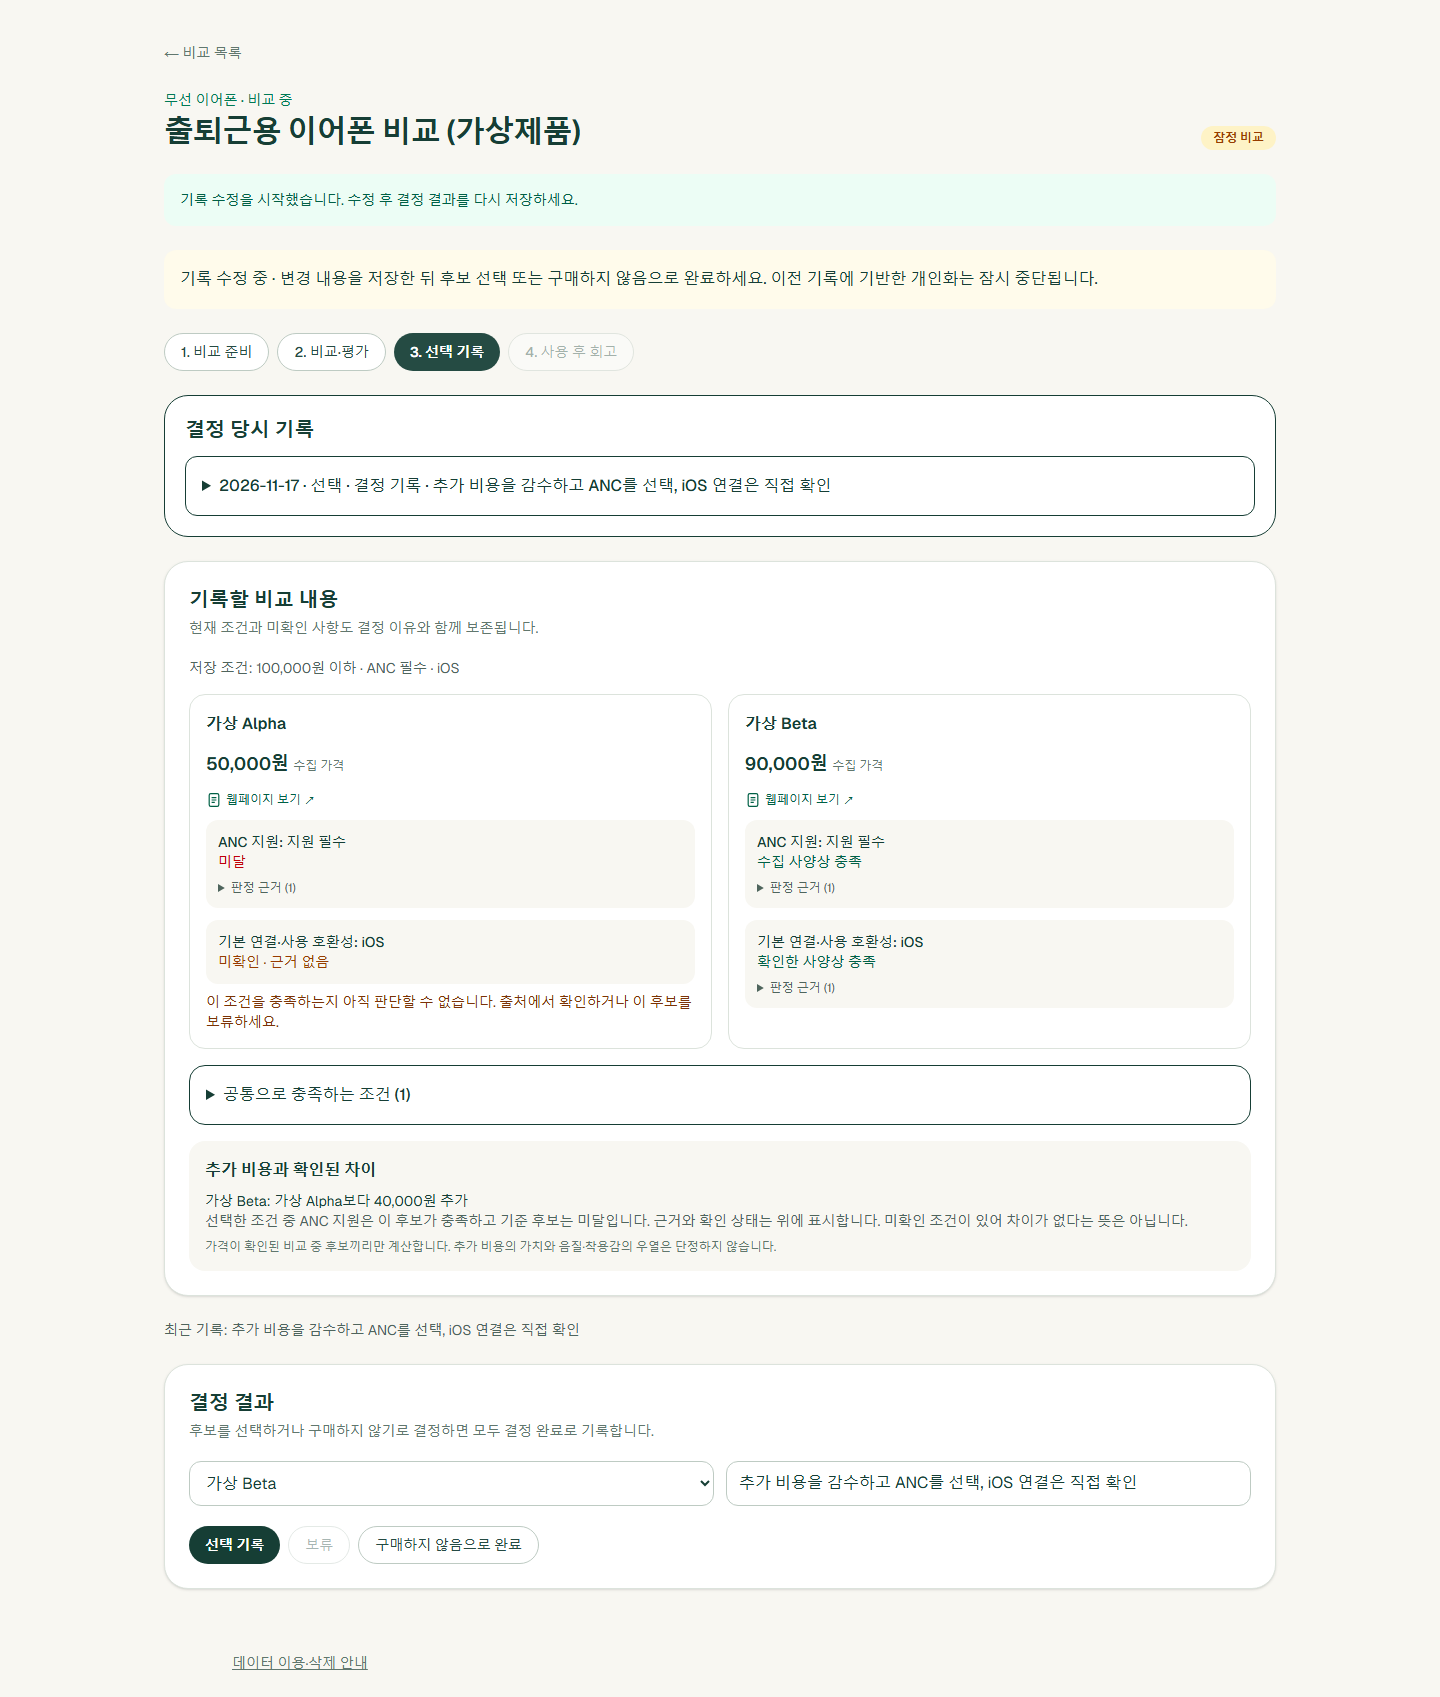 ← 비교 목록
무선 이어폰 · 비교 중
출퇴근용 이어폰 비교 (가상제품)
잠정 비교
기록 수정을 시작했습니다. 수정 후 결정 결과를 다시 저장하세요.
기록 수정 중 · 변경 내용을 저장한 뒤 후보 선택 또는 구매하지 않음으로 완료하세요. 이전 기록에 기반한 개인화는 잠시 중단됩니다.
1. 비교 준비
2. 비교·평가
3. 선택 기록
4. 사용 후 회고
결정 당시 기록
▶ 2026-11-17 · 선택 · 결정 기록 · 추가 비용을 감수하고 ANC를 선택, iOS 연결은 직접 확인
기록할 비교 내용
현재 조건과 미확인 사항도 결정 이유와 함께 보존됩니다.
저장 조건: 100,000원 이하 · ANC 필수 · iOS
가상 Alpha
50,000원 수집 가격
웹페이지 보기 ↗
ANC 지원: 지원 필수
미달
▶ 판정 근거 (1)
기본 연결·사용 호환성: iOS
미확인 · 근거 없음
이 조건을 충족하는지 아직 판단할 수 없습니다. 출처에서 확인하거나 이 후보를
보류하세요.
가상 Beta
90,000원 수집 가격
웹페이지 보기 ↗
ANC 지원: 지원 필수
수집 사양상 충족
▶ 판정 근거 (1)
기본 연결·사용 호환성: iOS
확인한 사양상 충족
▶ 판정 근거 (1)
▶ 공통으로 충족하는 조건 (1)
추가 비용과 확인된 차이
가상 Beta: 가상 Alpha보다 40,000원 추가
선택한 조건 중 ANC 지원은 이 후보가 충족하고 기준 후보는 미달입니다. 근거와 확인 상태는 위에 표시합니다. 미확인 조건이 있어 차이가 없다는 뜻은 아닙니다.
가격이 확인된 비교 중 후보끼리만 계산합니다. 추가 비용의 가치와 음질·착용감의 우열은 단정하지 않습니다.
최근 기록: 추가 비용을 감수하고 ANC를 선택, iOS 연결은 직접 확인
결정 결과
후보를 선택하거나 구매하지 않기로 결정하면 모두 결정 완료로 기록합니다.
가상 Beta
추가 비용을 감수하고 ANC를 선택, iOS 연결은 직접 확인
선택 기록
보류
구매하지 않음으로 완료
데이터 이용·삭제 안내